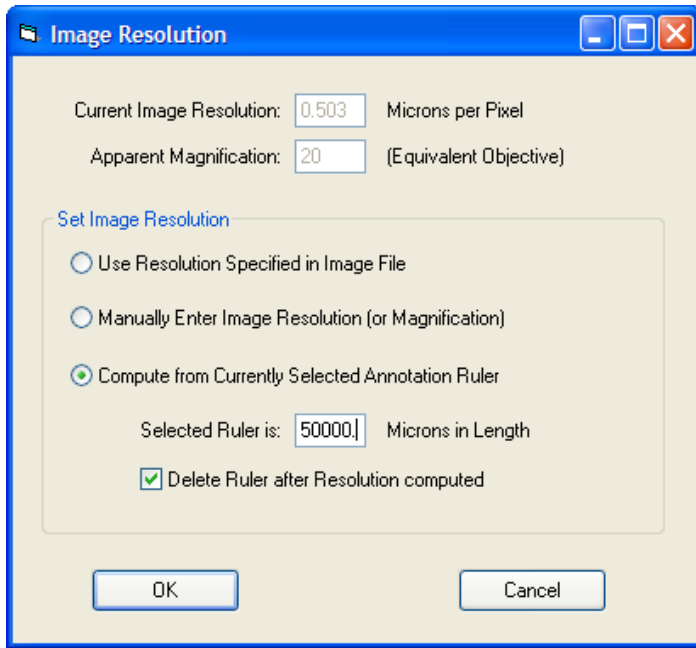 Image Resolution
Current Image Resolution: 0.503 Microns per Pixel
Apparent Magnification: 20 (Equivalent Objective)
Set Image Resolution
Use Resolution Specified in Image File
Manually Enter Image Resolution (or Magnification)
Compute from Currently Selected Annotation Ruler
Selected Ruler is: 50000. Microns in Length
Delete Ruler after Resolution computed
OK Cancel